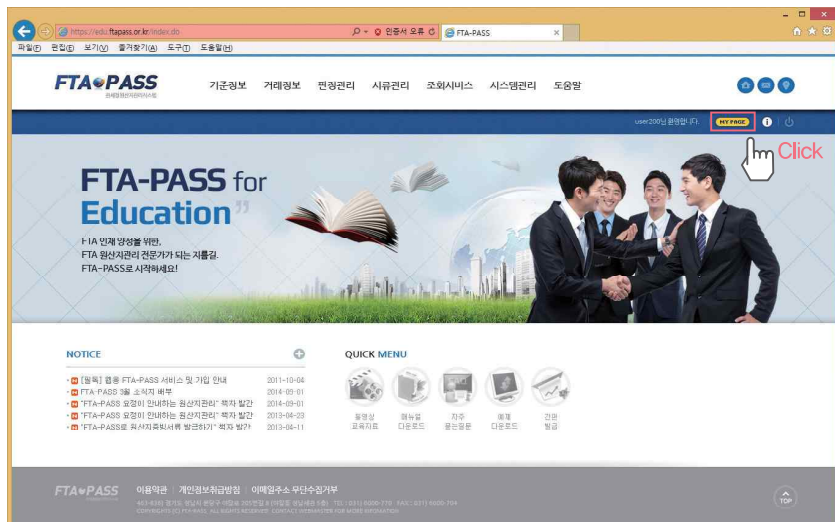 https://edu.ftapass.or.kr/index.do
인증서 오류
FTA-PASS
파일(F) 편집(E) 보기(V) 즐겨찾기(A) 도구(T) 도움말(H)
FTA PASS
기준정보 거래정보 판정관리 서류관리 조회서비스 시스템관리 도움말
user200님 환영합니다.
MY PAGE
Click
FTA-PASS for
Education"
FTA 인재 양성을 위한,
FTA 원산지관리 전문가가 되는 지름길.
FTA-PASS로 시작하세요!
NOTICE
[필독] 웹용 FTA-PASS 서비스 및 가입 안내 2011-10-04
FTA-PASS 3월 소식지 배부 2014-03-01
"FTA-PASS 요정이 안내하는 원산지관리" 책자 발간 2014-03-01
"FTA-PASS 요정이 안내하는 원산지관리" 책자 발간 2013-04-23
"FTA-PASS로 원산지증빙서류 발급하기" 책자 발간 2013-04-11
QUICK MENU
동영상
교육자료
매뉴얼
다운로드
자주
묻는질문
예제
다운로드
간편
발급
FTA PASS
이용약관 개인정보취급방침 이메일주소 무단수집거부
TOP